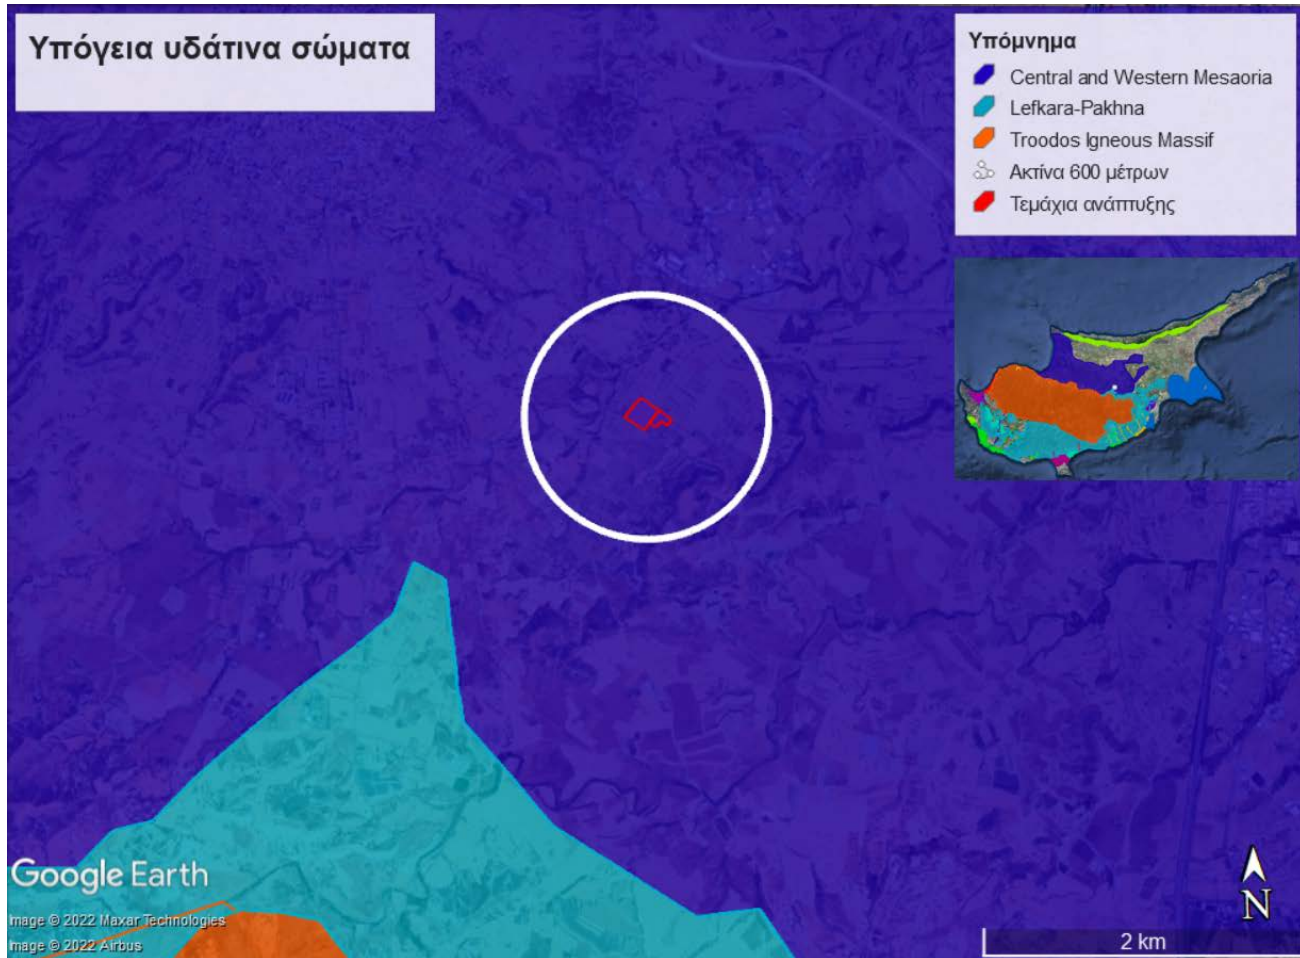 Υπόγεια υδάτινα σώματα
Υπόμνημα
Central and Western Mesaoria
Lefkara-Pakhna
Troodos Igneous Massif
Ακτίνα 600 μέτρων
Τεμάχια ανάπτυξης
Google Earth
Image © 2022 Maxar Technologies
Image © 2022 Airbus
N
2 km